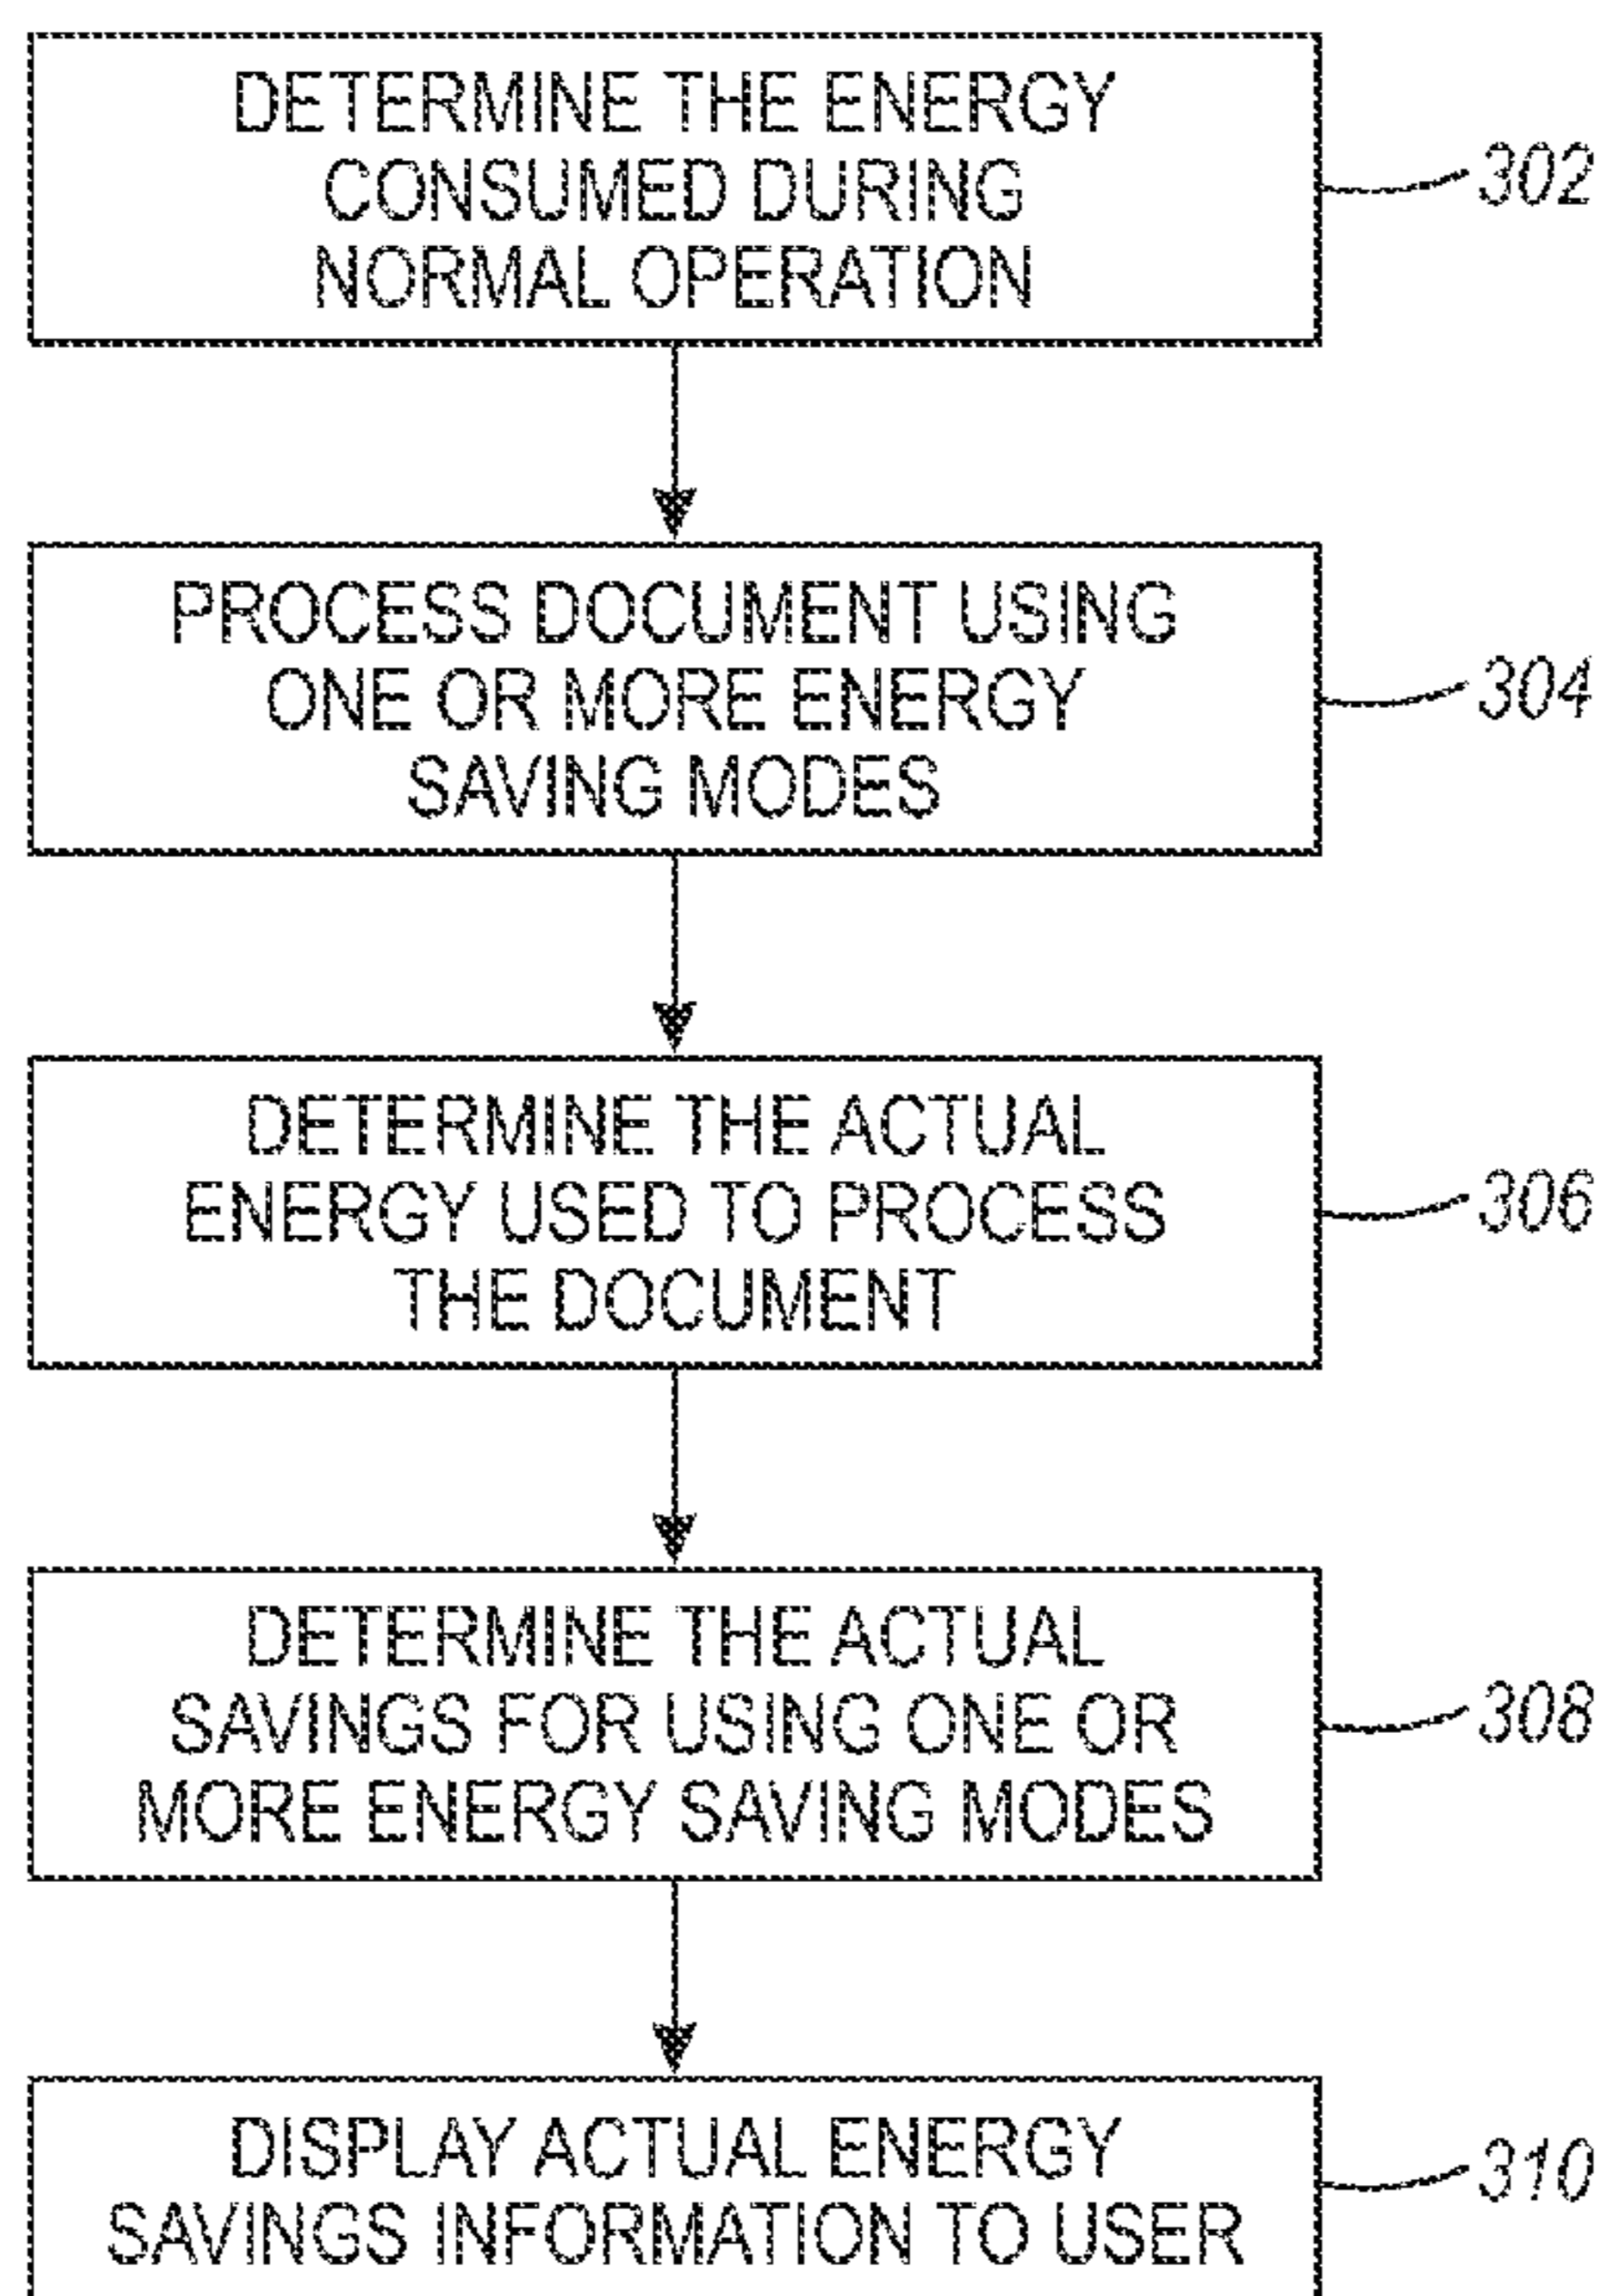 DETERMINE THE ENERGY
CONSUMED DURING
NORMAL OPERATION
302
PROCESS DOCUMENT USING
ONE OR MORE ENERGY
SAVING MODES
304
DETERMINE THE ACTUAL
ENERGY USED TO PROCESS
THE DOCUMENT
306
DETERMINE THE ACTUAL
SAVINGS FOR USING ONE OR
MORE ENERGY SAVING MODES
308
DISPLAY ACTUAL ENERGY
SAVINGS INFORMATION TO USER
310